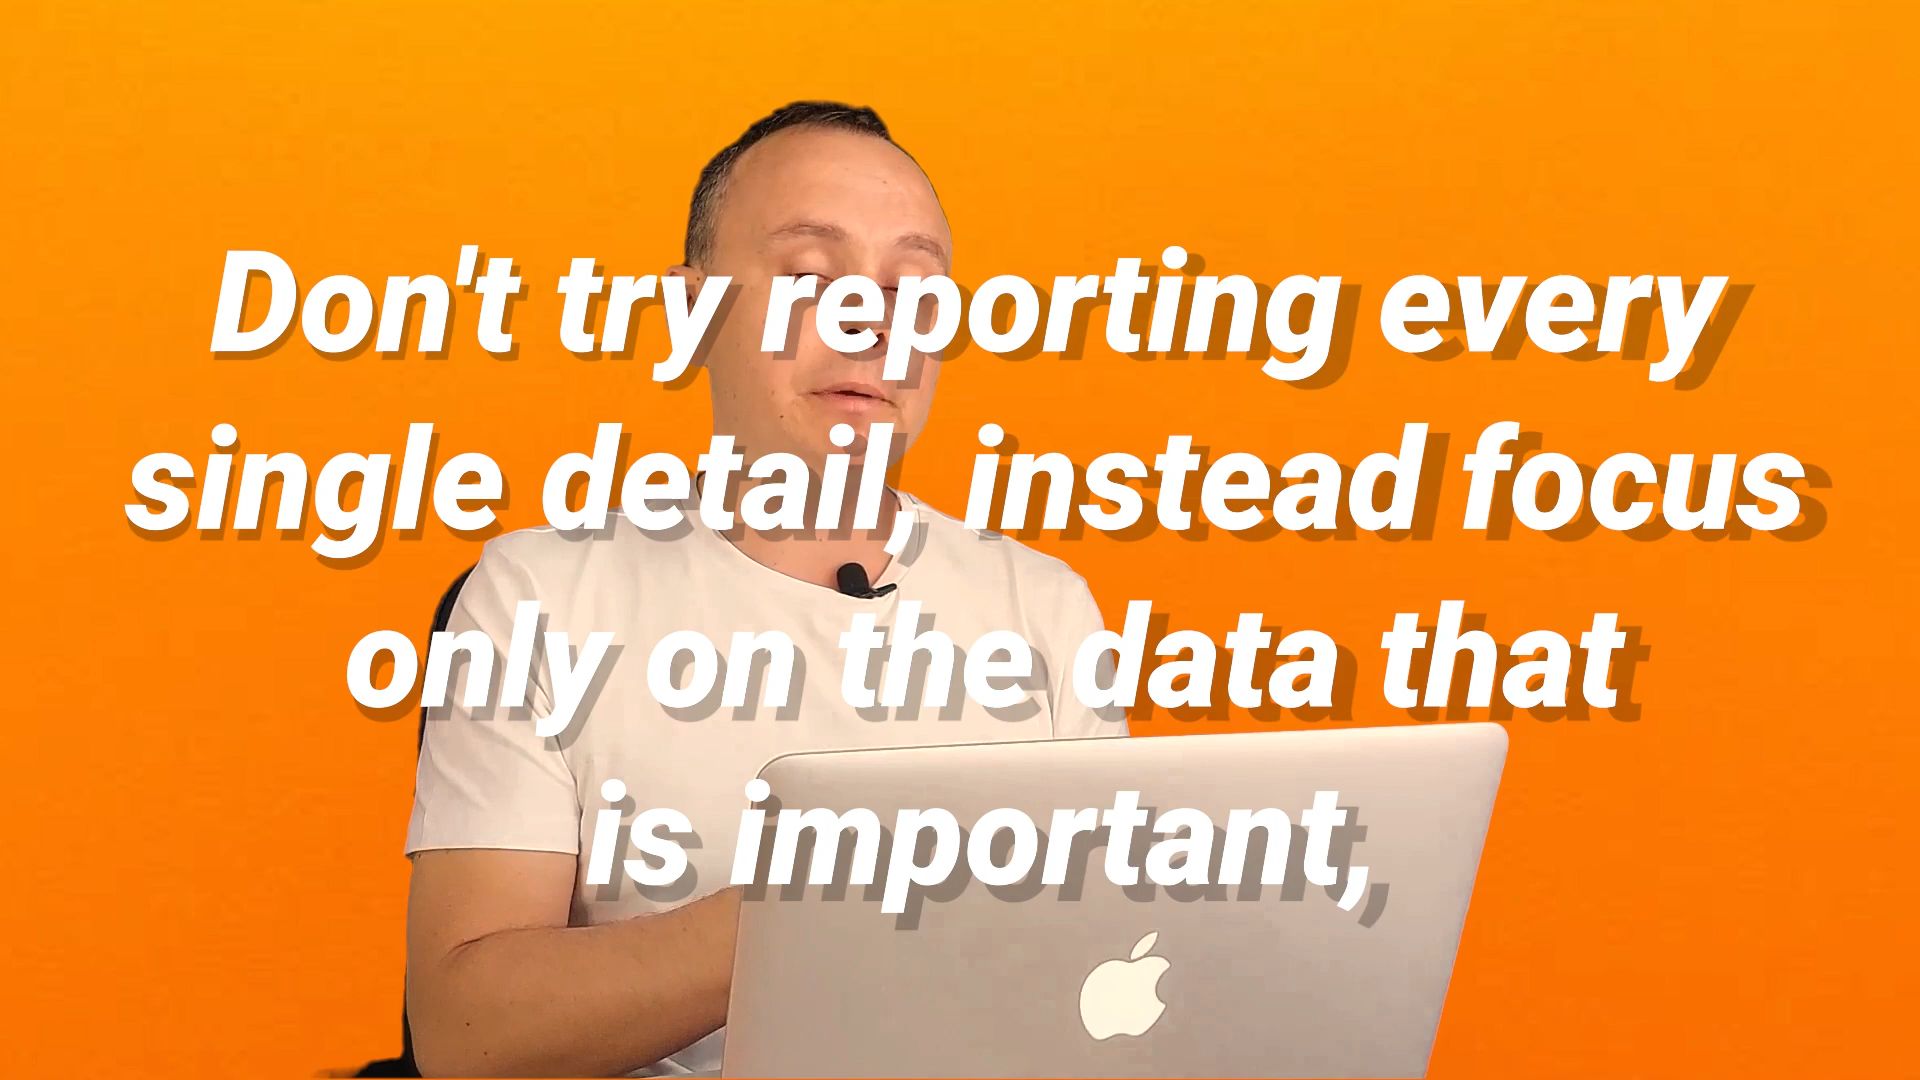 Don't try reporting every
single detail, instead focus
only on the data that
is important,